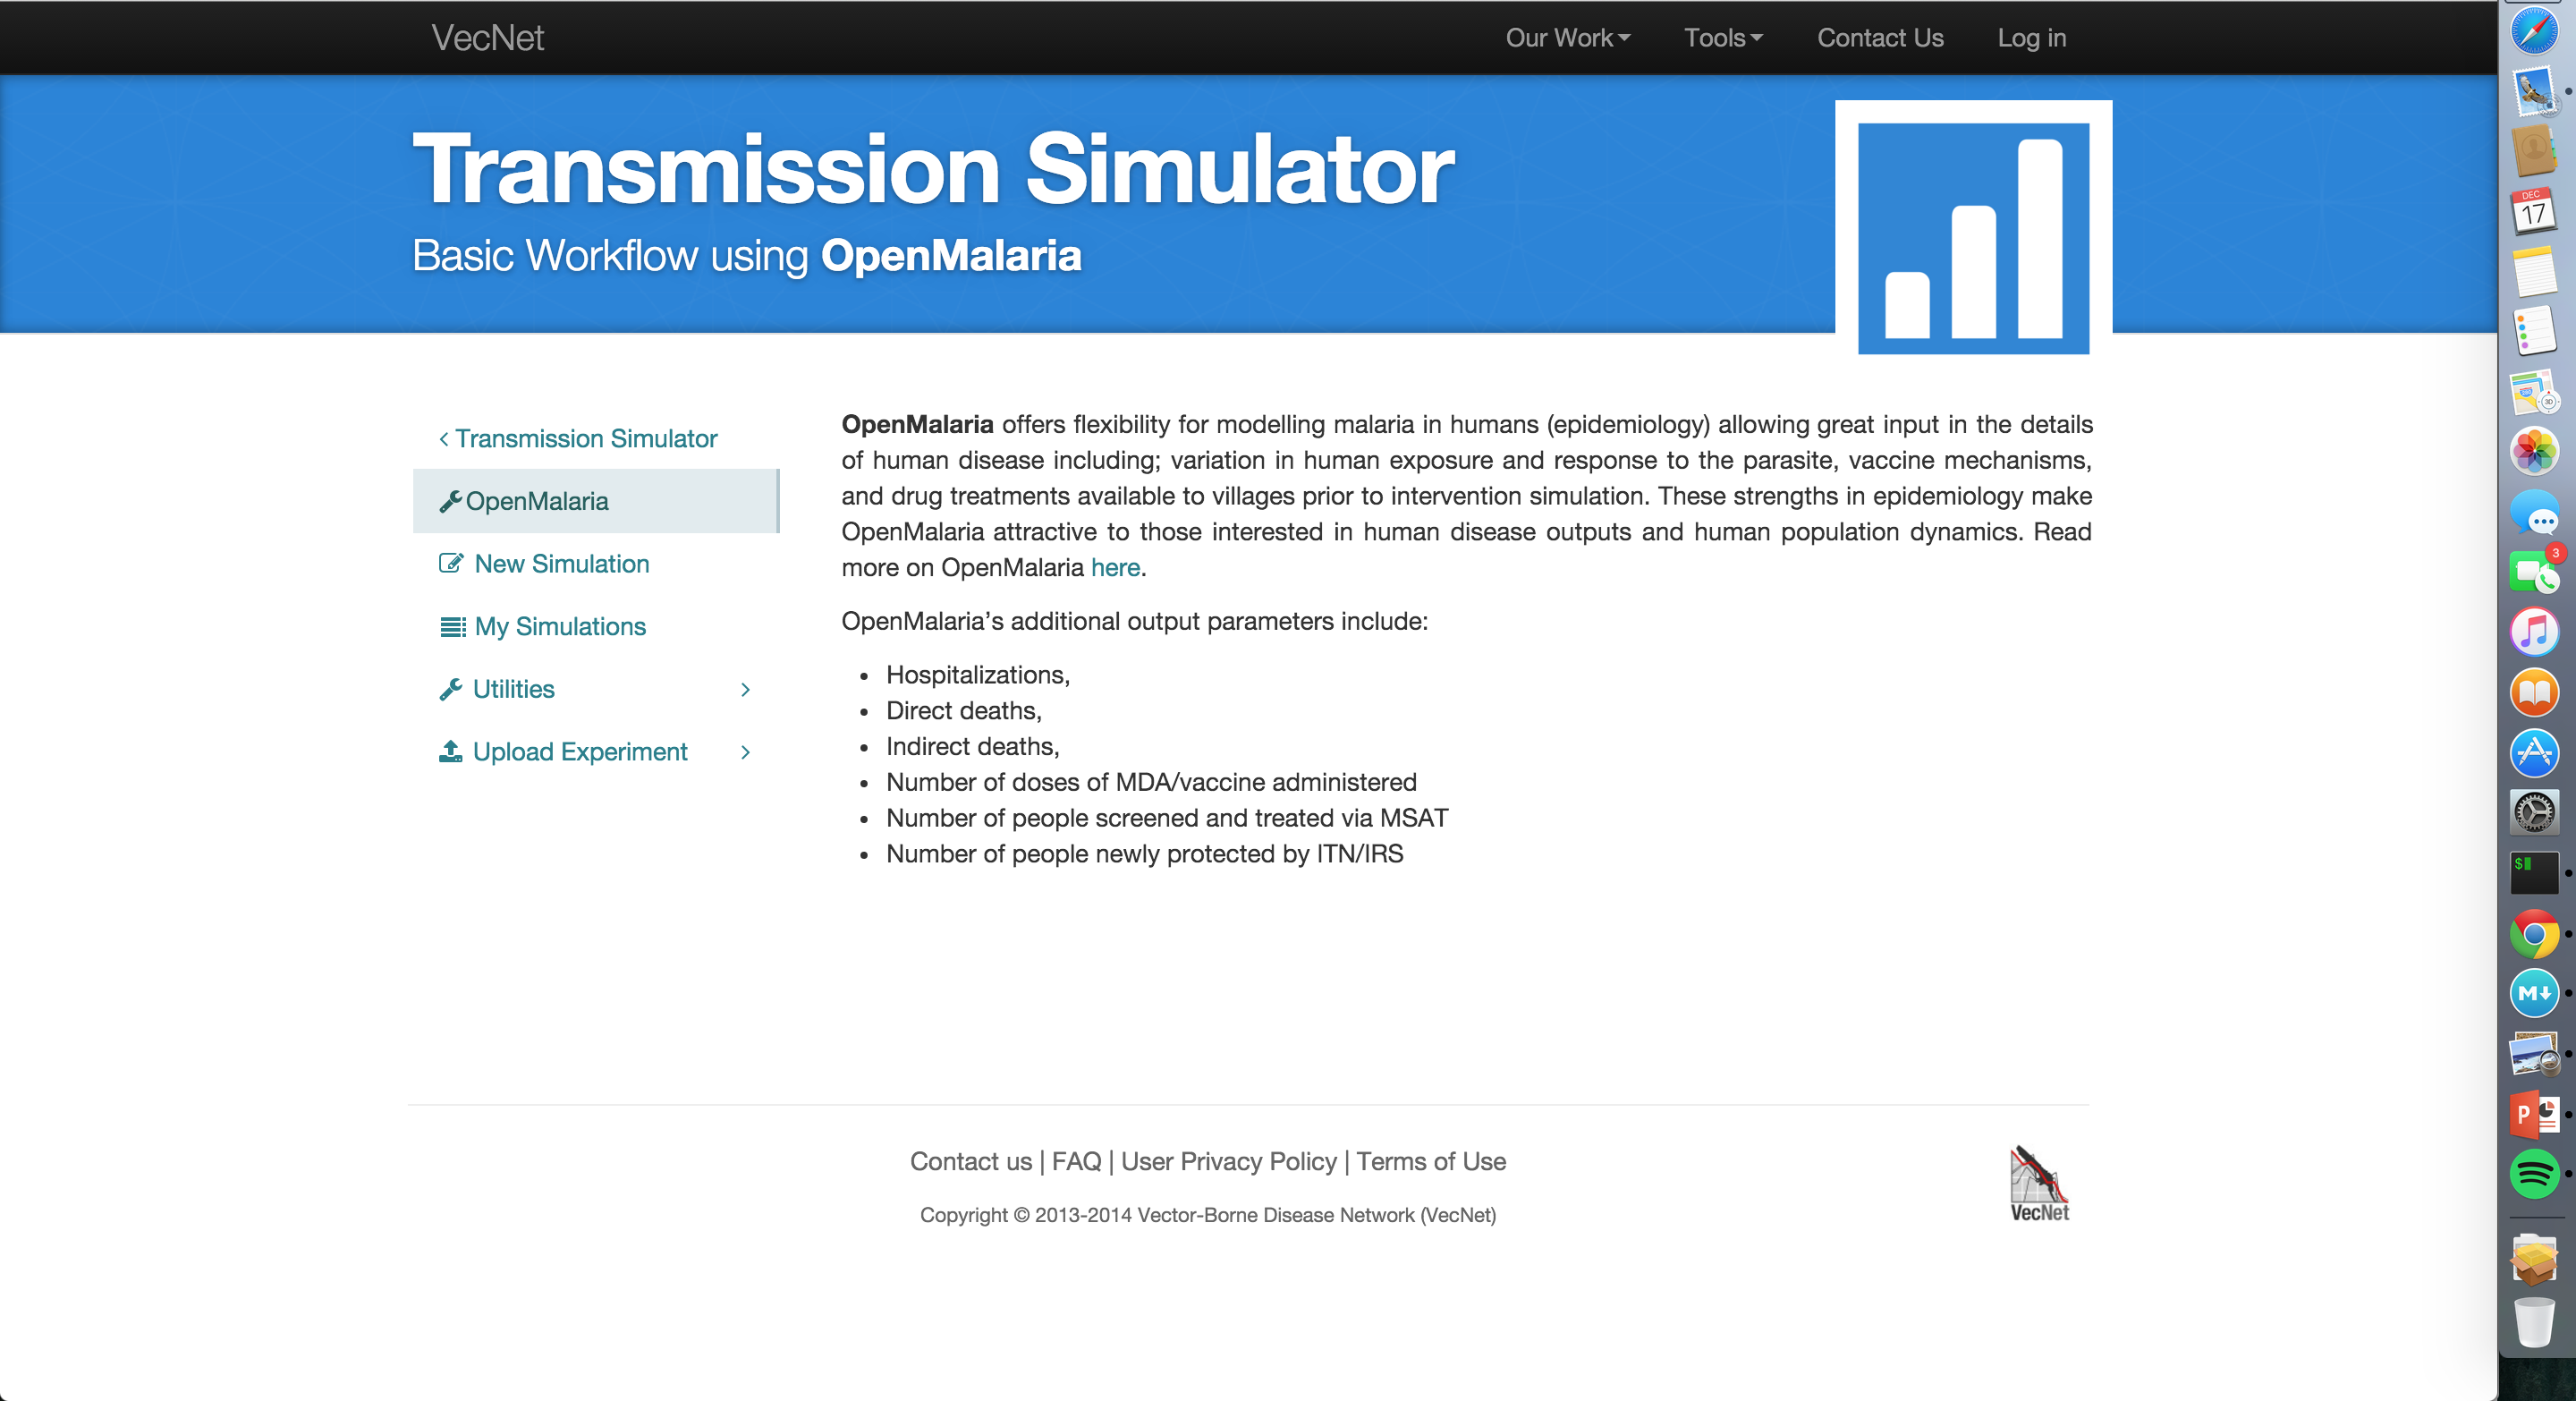 VecNet
Our Work
Tools
Contact Us
Log in
Transmission Simulator
Basic Workflow using OpenMalaria
Transmission Simulator
OpenMalaria
New Simulation
My Simulations
Utilities
Upload Experiment
OpenMalaria offers flexibility for modelling malaria in humans (epidemiology) allowing great input in the details
of human disease including; variation in human exposure and response to the parasite, vaccine mechanisms,
and drug treatments available to villages prior to intervention simulation. These strengths in epidemiology make
OpenMalaria attractive to those interested in human disease outputs and human population dynamics. Read
more on OpenMalaria here.
OpenMalaria’s additional output parameters include:
• Hospitalizations,
• Direct deaths,
• Indirect deaths,
• Number of doses of MDA/vaccine administered
• Number of people screened and treated via MSAT
• Number of people newly protected by ITN/IRS
Contact us | FAQ | User Privacy Policy | Terms of Use
Copyright © 2013-2014 Vector-Borne Disease Network (VecNet)
VecNet
DEC
17
3D
3
$
M
P